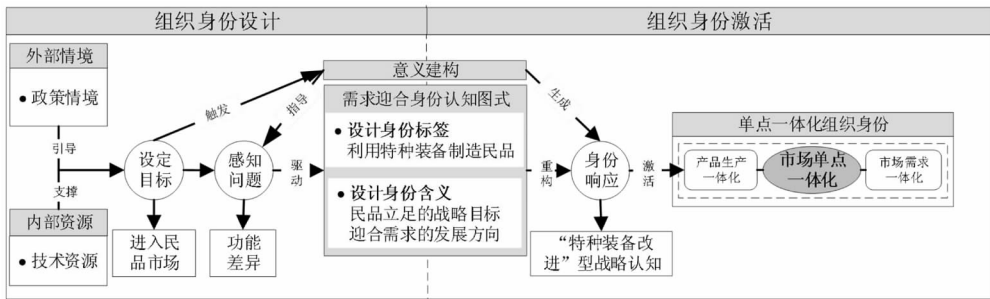 组织身份设计
组织身份激活
外部情境
● 政策情境
引导
支撑
内部资源
● 技术资源
触发
指导
设定
目标
感知
问题
驱动
进入民
品市场
功能
差异
意义建构
需求迎合身份认知图式
● 设计身份标签
利用特种装备制造民品
● 设计身份含义
民品立足的战略目标
迎合需求的发展方向
生成
重构
身份
响应
激活
“特种装备改
进”型战略认知
单点一体化组织身份
产品生产
一体化
市场单点
一体化
市场需求
一体化